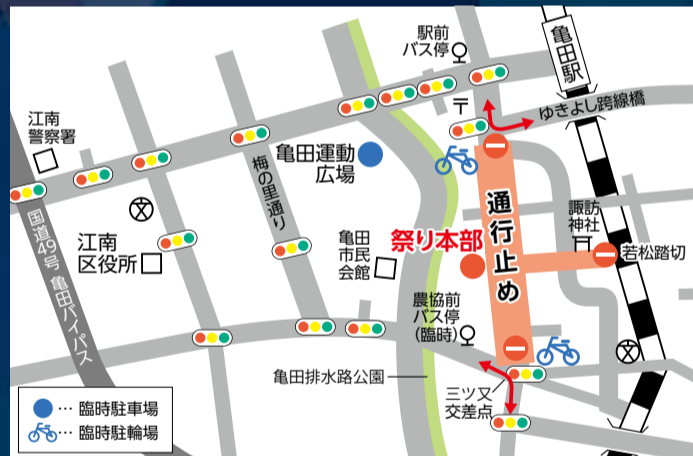 駅前
バス停
亀田駅
江南
警察署
〒
ゆきよし跨線橋
梅の里通り
亀田運動
広場
文
国道49号 亀田バイパス
江南
区役所
亀田
市民
会館
祭り本部
通行止め
諏訪
神社
若松踏切
農協前
バス停
(臨時)
文
亀田排水路公園
三ツ又
交差点
… 臨時駐車場
… 臨時駐輪場